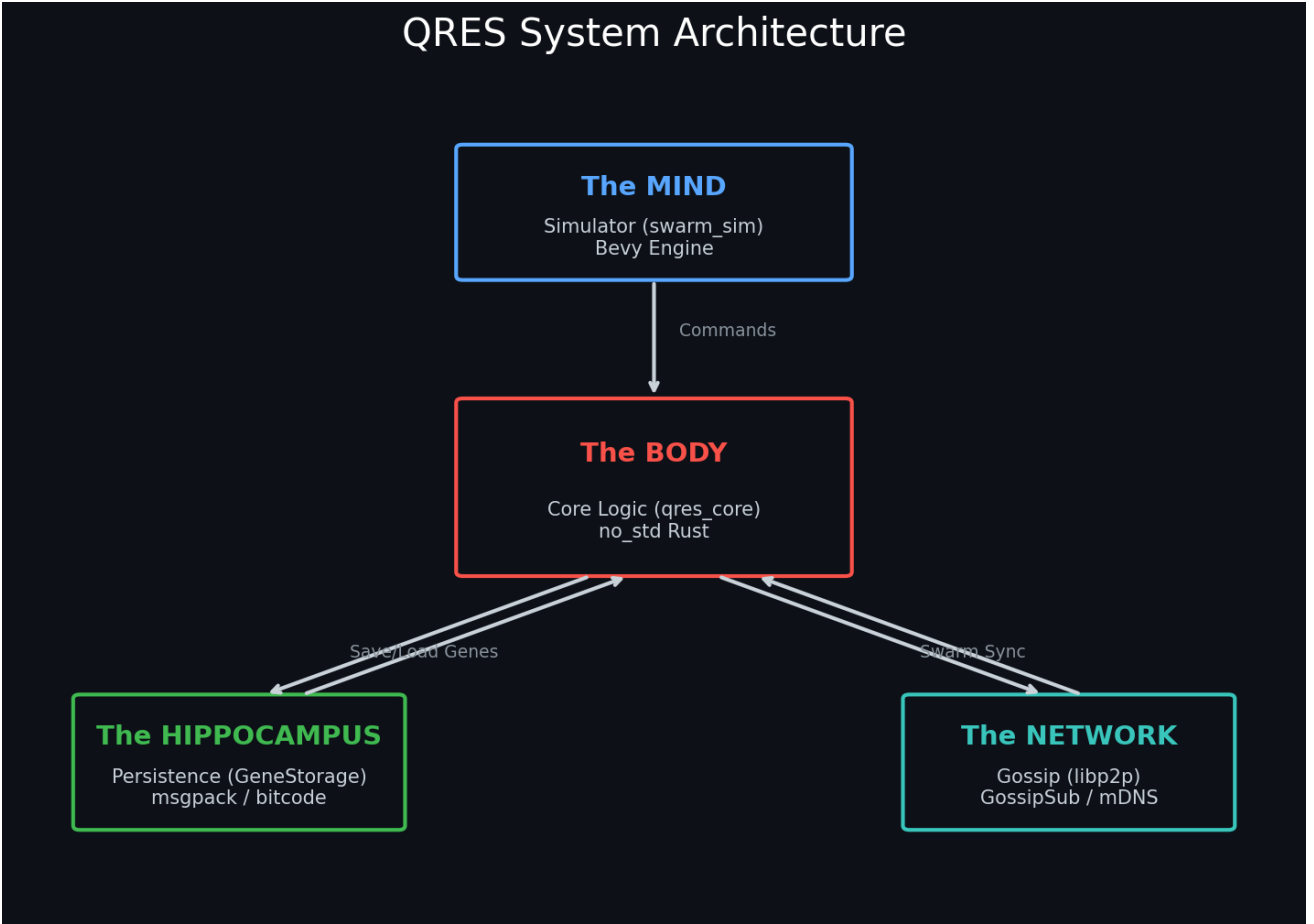 QRES System Architecture
The MIND
Simulator (swarm_sim)
Bevy Engine
Commands
The BODY
Core Logic (qres_core)
no_std Rust
Save/Load Genes
Swarm Sync
The HIPPOCAMPUS
Persistence (GeneStorage)
msgpack / bitcode
The NETWORK
Gossip (libp2p)
GossipSub / mDNS